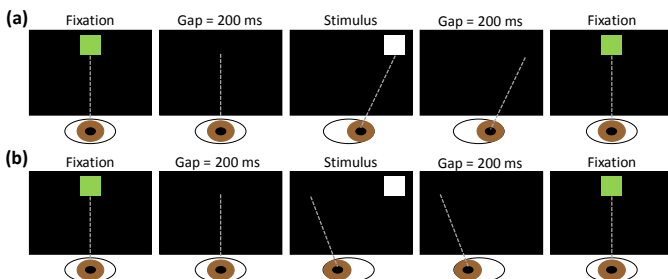 (a)
Fixation Gap = 200 ms Stimulus Gap = 200 ms Fixation
(b)
Fixation Gap = 200 ms Stimulus Gap = 200 ms Fixation